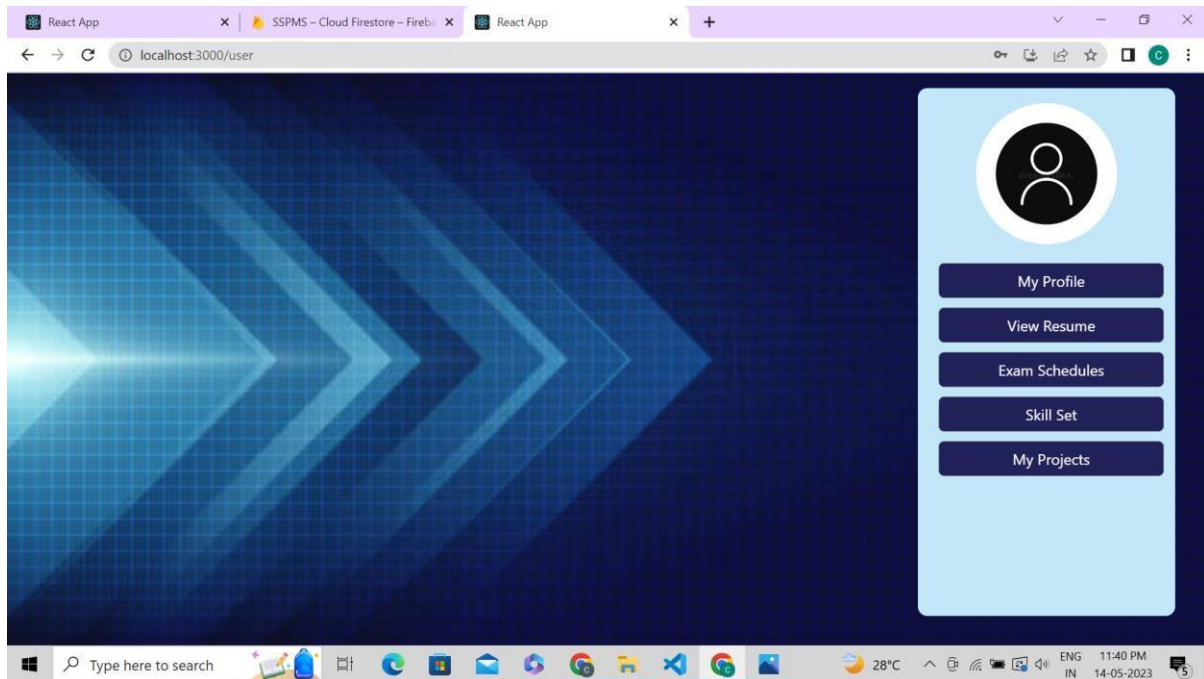 React App
SSPMS – Cloud Firestore – Fireba
React App
localhost:3000/user
C
My Profile
View Resume
Exam Schedules
Skill Set
My Projects
Type here to search
28°C
ENG
IN
11:40 PM
14-05-2023
5